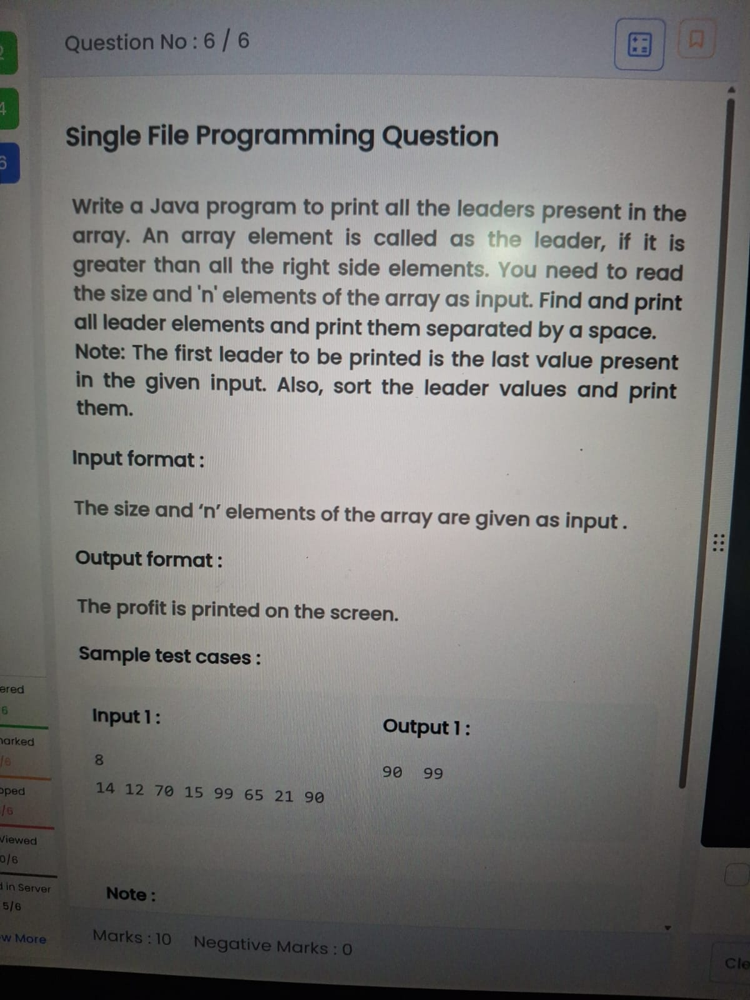 Question No : 6 / 6
4
6
Single File Programming Question
Write a Java program to print all the leaders present in the
array. An array element is called as the leader, if it is
greater than all the right side elements. You need to read
the size and 'n' elements of the array as input. Find and print
all leader elements and print them separated by a space.
Note: The first leader to be printed is the last value present
in the given input. Also, sort the leader values and print
them.
Input format :
The size and ‘n’ elements of the array are given as input .
Output format :
The profit is printed on the screen.
Sample test cases :
Input 1 :
8
14 12 70 15 99 65 21 90
Output 1 :
90 99
Note :
Marks : 10 Negative Marks : 0
ered
6
arked
/6
pped
/6
Viewed
0/6
d in Server
5/6
ew More
Cle